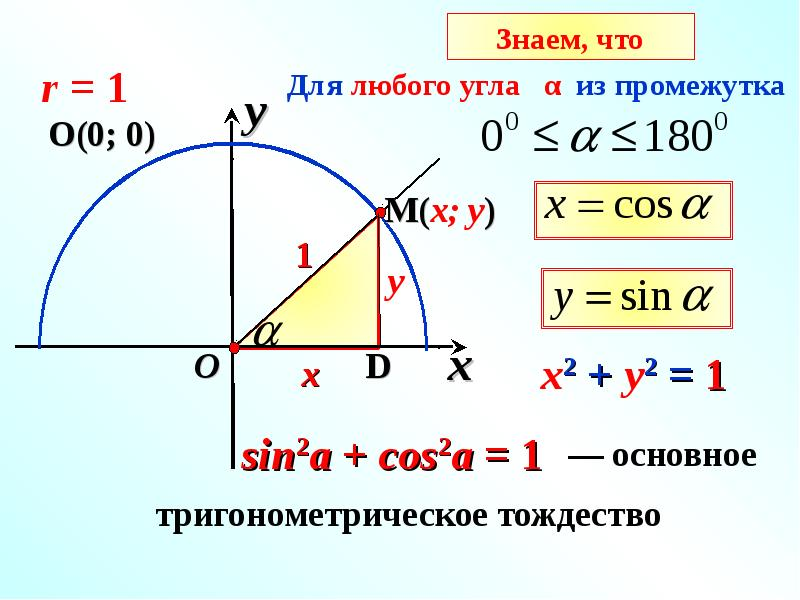 Знаем, что
r = 1
Для любого угла α из промежутка
O(0; 0)
y
0⁰ ≤ α ≤ 180⁰
M(x; y)
x = cos α
1
y
y = sin α
α
O
x
D
x
x² + y² = 1
sin²a + cos²a = 1 — основное
тригонометрическое тождество